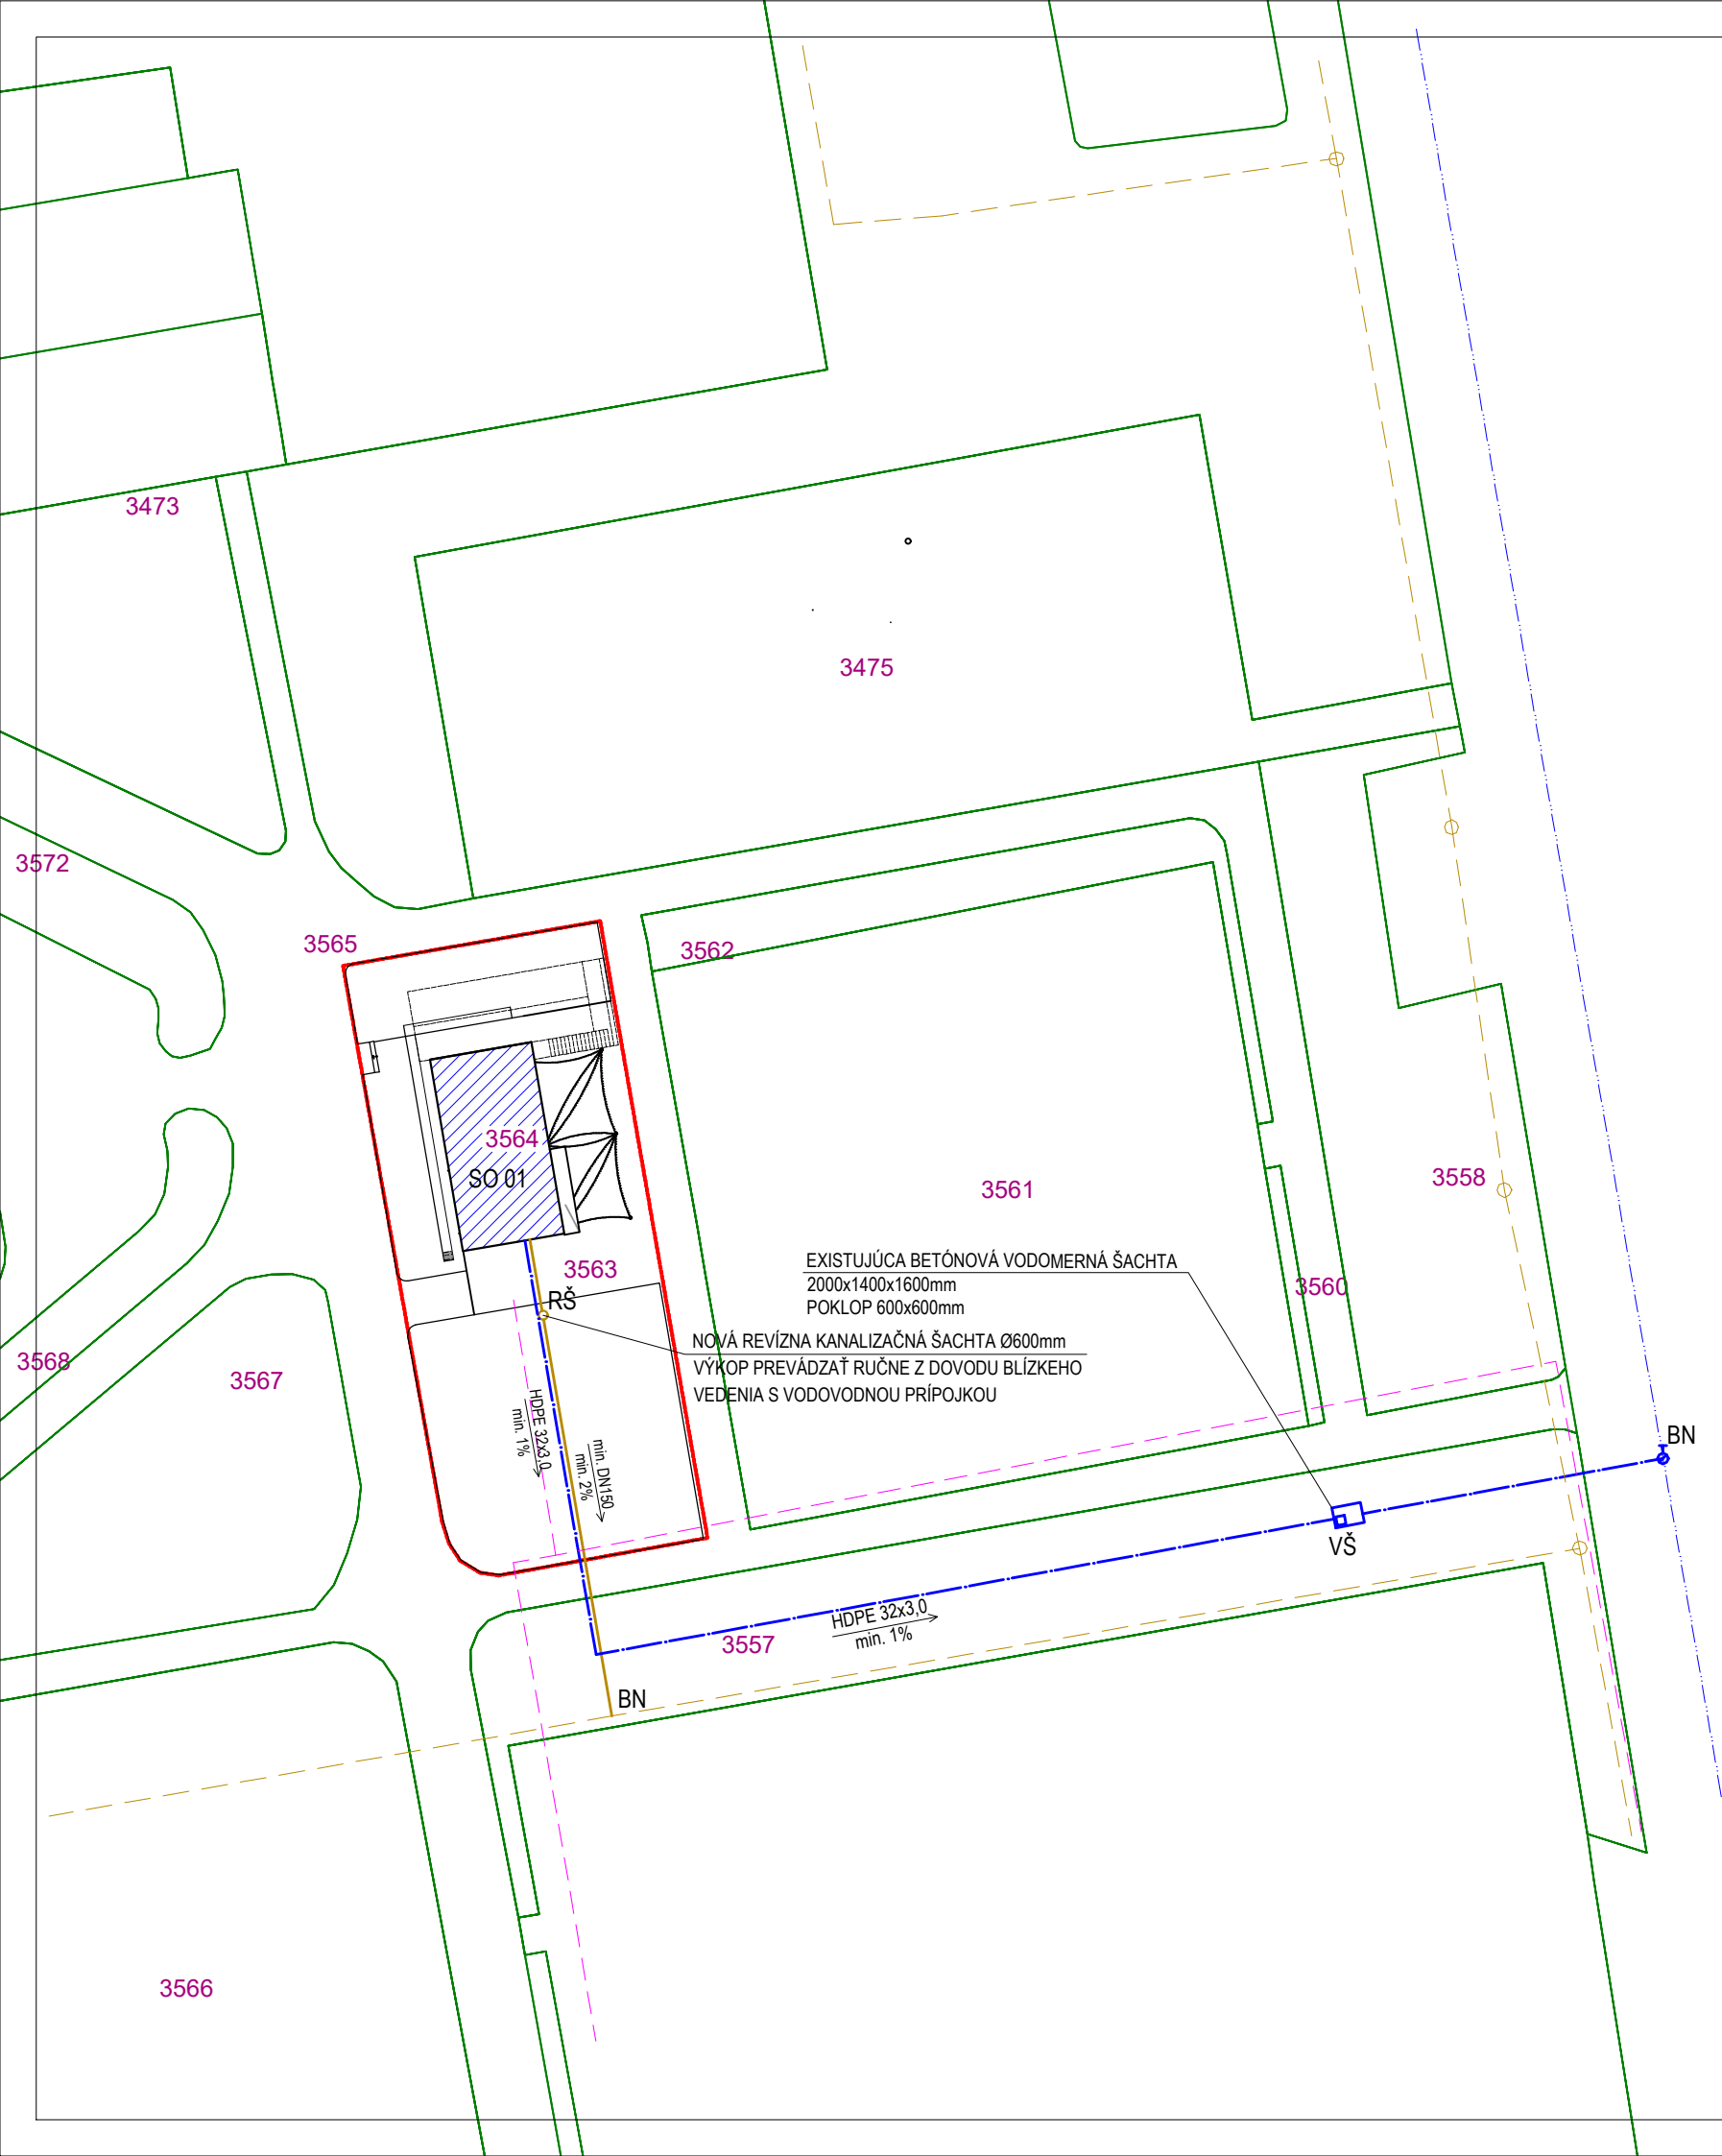 3473
3475
3572
3565
3562
3564
SO 01
3558
3561
EXISTUJÚCA BETÓNOVÁ VODOMERNÁ ŠACHTA
2000x1400x1600mm
POKLOP 600x600mm
3563
3560
RŠ
NOVÁ REVÍZNA KANALIZAČNÁ ŠACHTA Ø600mm
VÝKOP PREVÁDZAŤ RUČNE Z DOVODU BLÍZKEHO
VEDENIA S VODOVODNOU PRÍPOJKOU
3568
3567
HDPE 32x3,0
min. 1%
min. DN150
min. 2%
BN
VŠ
HDPE 32x3,0
min. 1%
3557
BN
3566